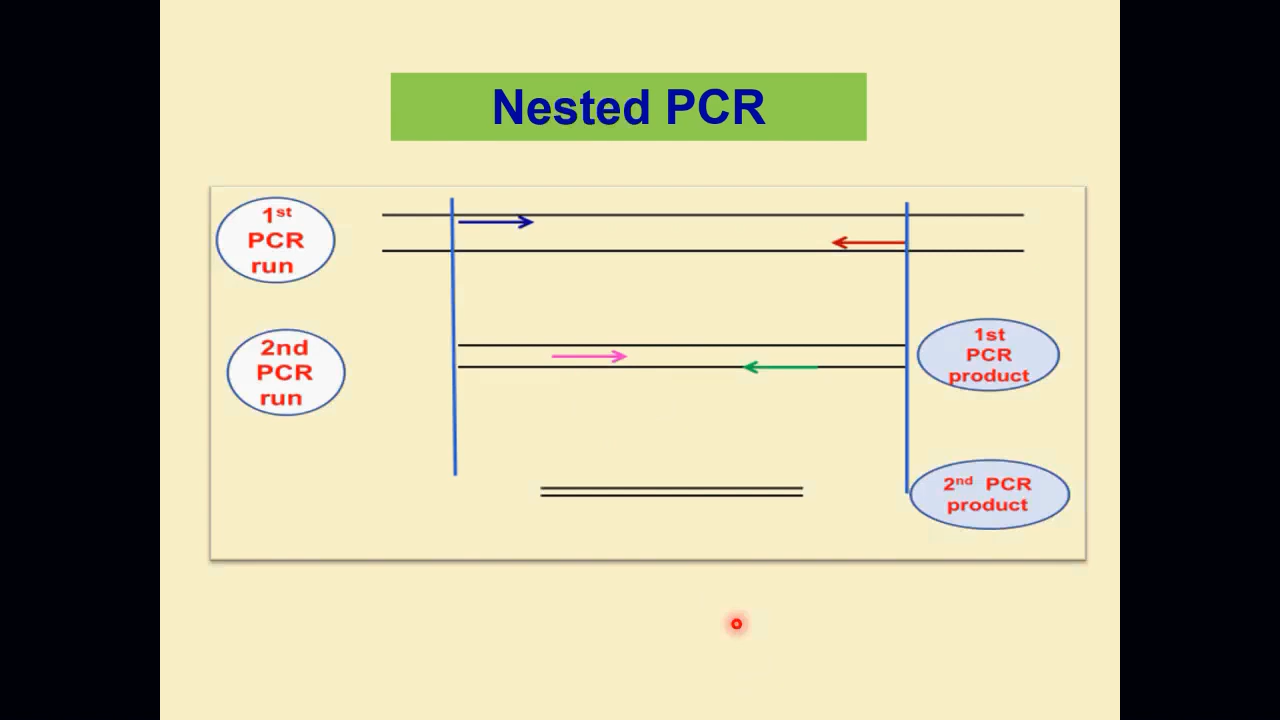 Nested PCR
1st
PCR
run
2nd
PCR
run
1st
PCR
product
2nd PCR
product